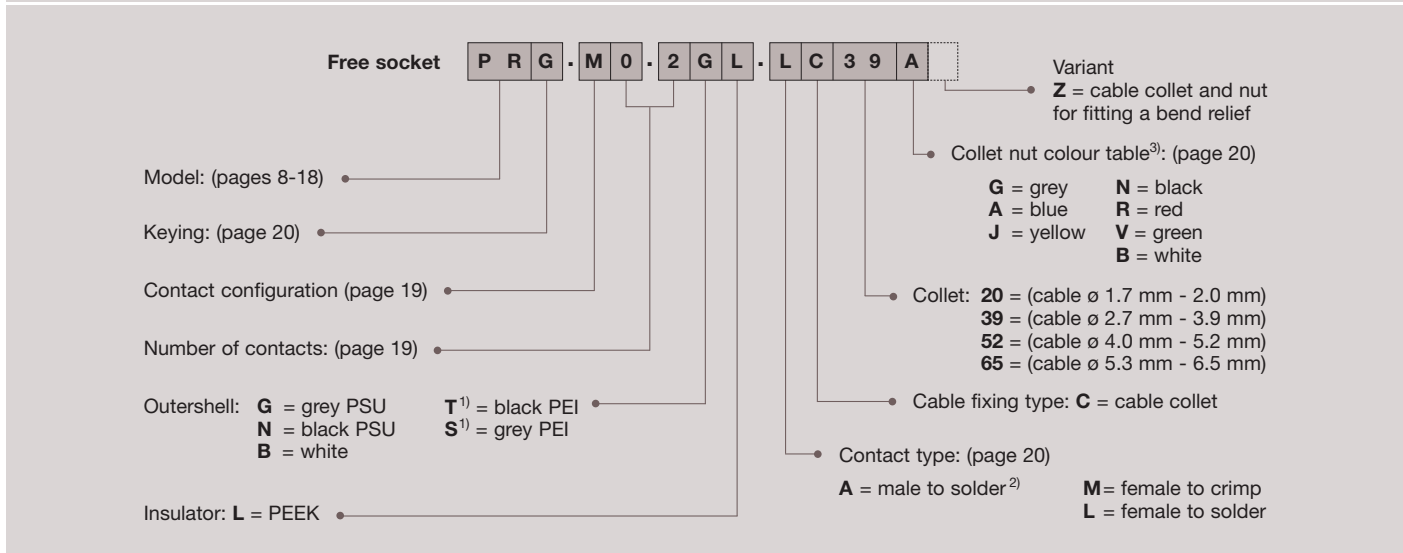 Free socket PRG.M0.2GL.LC39A
Variant
Z = cable collet and nut
for fitting a bend relief
Collet nut colour table3): (page 20)
G = grey N = black
A = blue R = red
J = yellow V = green
B = white
Model: (pages 8-18)
Keying: (page 20)
Contact configuration (page 19)
Collet: 20 = (cable ø 1.7 mm - 2.0 mm)
39 = (cable ø 2.7 mm - 3.9 mm)
52 = (cable ø 4.0 mm - 5.2 mm)
65 = (cable ø 5.3 mm - 6.5 mm)
Number of contacts: (page 19)
Outershell: G = grey PSU T1) = black PEI
N = black PSU S1) = grey PEI
B = white
Cable fixing type: C = cable collet
Contact type: (page 20)
A = male to solder2) M= female to crimp
L = female to solder
Insulator: L = PEEK